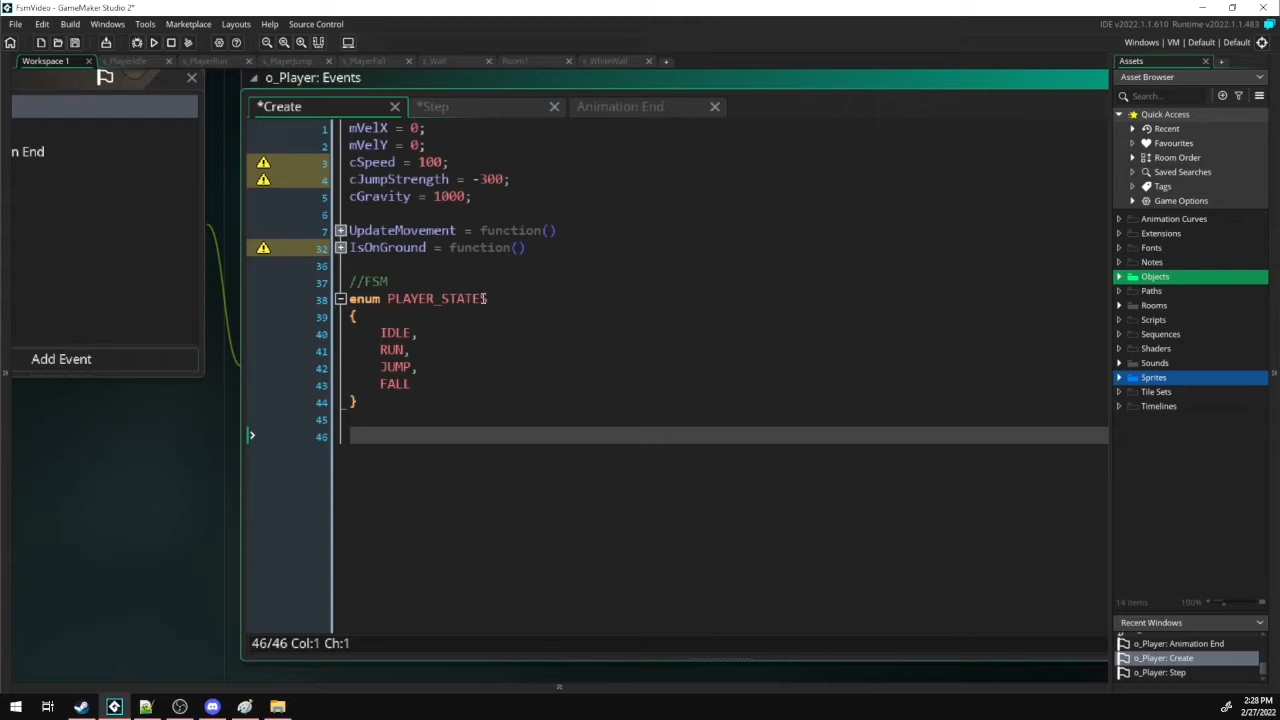 FsmVideo - GameMaker Studio 2*
File Edit Build Windows Tools Marketplace Layouts Help Source Control
IDE v2022.1.1.610 Runtime v2022.1.1.483
Windows | VM | Default | Default
Workspace 1 s_PlayerIdle s_PlayerRun s_PlayerJump s_PlayerFall s_Wall Room1 s_WhiteWall
Assets
o_Player: Events
Asset Browser
*Create *Step Animation End
Search...
1 mVelX = 0;
2 mVelY = 0;
3 cSpeed = 100;
4 cJumpStrength = -300;
5 cGravity = 1000;
6
7 UpdateMovement = function()
32 IsOnGround = function()
36
37 //FSM
38 enum PLAYER_STATES
39 {
40 IDLE,
41 RUN,
42 JUMP,
43 FALL
44 }
45
46
n End
Add Event
46/46 Col:1 Ch:1
Quick Access
Recent
Favourites
Room Order
Saved Searches
Tags
Game Options
Animation Curves
Extensions
Fonts
Notes
Objects
Paths
Rooms
Scripts
Sequences
Shaders
Sounds
Sprites
Tile Sets
Timelines
14 items 100%
Recent Windows
o_Player: Animation End
o_Player: Create
o_Player: Step
2:28 PM
2/27/2022